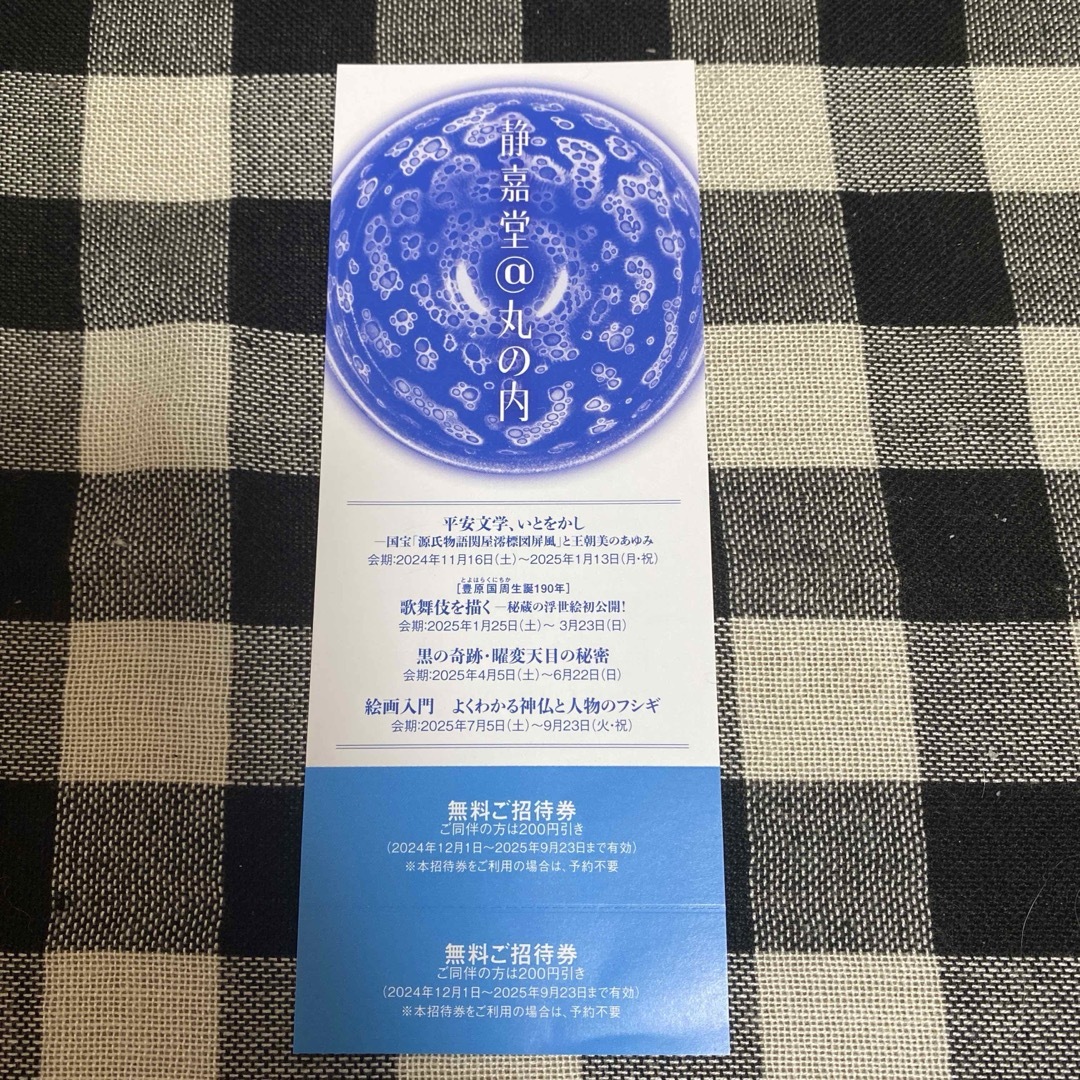 静嘉堂@丸の内
平安文学、いとをかし
―国宝「源氏物語関屋澪標図屏風」と王朝美のあゆみ
会期:2024年11月16日(土)～2025年1月13日(月・祝)
とよはらくにちか
[豊原国周生誕190年]
歌舞伎を描く―秘蔵の浮世絵初公開!
会期:2025年1月25日(土)～ 3月23日(日)
黒の奇跡・曜変天目の秘密
会期:2025年4月5日(土)～6月22日(日)
絵画入門　よくわかる神仏と人物のフシギ
会期:2025年7月5日(土)～9月23日(火・祝)
無料ご招待券
ご同伴の方は200円引き
(2024年12月1日～2025年9月23日まで有効)
※本招待券をご利用の場合は、予約不要
無料ご招待券
ご同伴の方は200円引き
(2024年12月1日～2025年9月23日まで有効)
※本招待券をご利用の場合は、予約不要